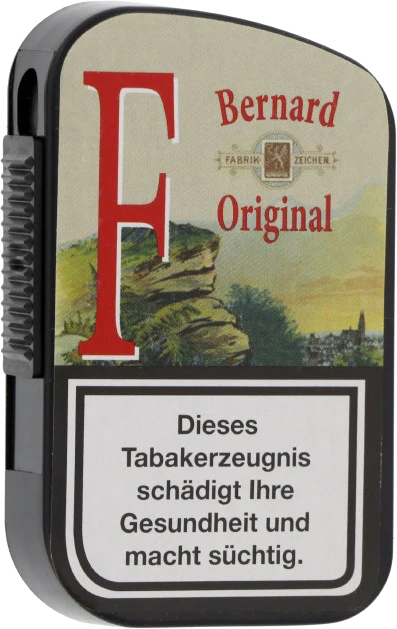 F
Bernard
FABRIK ZEICHEN.
Original
Dieses
Tabakerzeugnis
schädigt Ihre
Gesundheit und
macht süchtig.